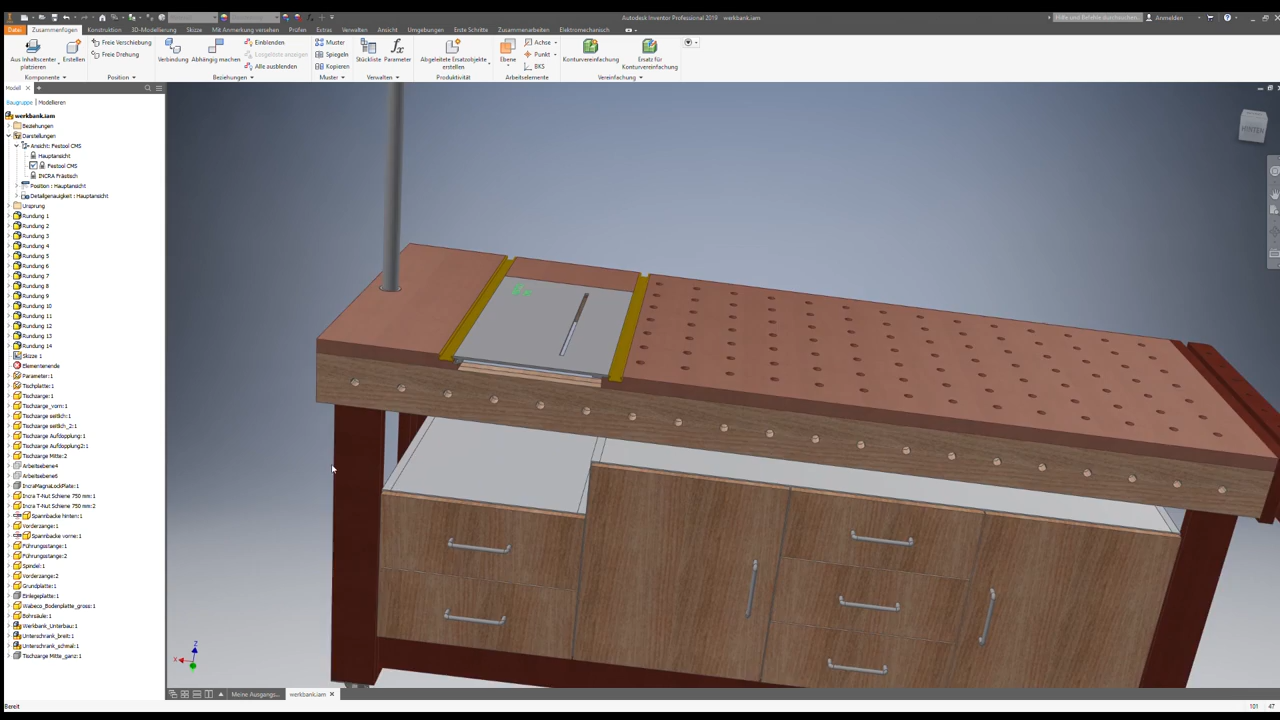 Autodesk Inventor Professional 2019 werkbank.iam
Hilfe und Befehle durchsuchen...
Anmelden
Datei Zusammenfügen Konstruktion 3D-Modellierung Skizze Mit Anmerkung versehen Prüfen Extras Verwalten Ansicht Umgebungen Erste Schritte Zusammenarbeiten Elektromechanisch
Aus Inhaltscenter platzieren
Erstellen
Freie Verschiebung
Freie Drehung
Verbindung
Abhängig machen
Einblenden
Alle ausblenden
Muster
Spiegeln
Kopieren
Stückliste
Parameter
Abgeleitete Ersatzobjekte erstellen
Ebene
Achse
Punkt
BKS
Konturvereinfachung
Ersatz für Konturvereinfachung
Komponente Position Beziehungen Muster Verwalten Produktivität Arbeitselemente Vereinfachung
Modell
Baugruppe Modellieren
werkbank.iam
Beziehungen
Darstellungen
Ansicht: Festool CMS
Hauptansicht
Festool CMS
INCRA Frästisch
Position : Hauptansicht
Detailgenauigkeit : Hauptansicht
Ursprung
Rundung 1
Rundung 2
Rundung 3
Rundung 4
Rundung 5
Rundung 6
Rundung 7
Rundung 8
Rundung 9
Rundung 10
Rundung 11
Rundung 12
Rundung 13
Rundung 14
Skizze 1
Elementenende
Parameter:1
Tischplatte:1
Tischzarge:1
Tischzarge_vorn:1
Tischzarge seitlich:1
Tischzarge seitlich_2:1
Tischzarge Aufdopplung:1
Tischzarge Aufdopplung2:1
Tischzarge Mitte:2
Arbeitsebene4
Arbeitsebene6
IncraMagnaLockPlate:1
Incra T-Nut Schiene 750 mm:1
Incra T-Nut Schiene 750 mm:2
Spannbacke hinten:1
Vorderzange:1
Spannbacke vorne:1
Führungsstange:1
Führungsstange:2
Spindel:1
Vorderzange:2
Grundplatte:1
Einlegeplatte:1
Wabeco_Bodenplatte_gross:1
Bohrsäule:1
Werkbank_Unterbau:1
Unterschrank_breit:1
Unterschrank_schmal:1
Tischzarge Mitte_ganz:1
HINTEN
Z
X
Meine Ausgangs... werkbank.iam
Bereit
101 47